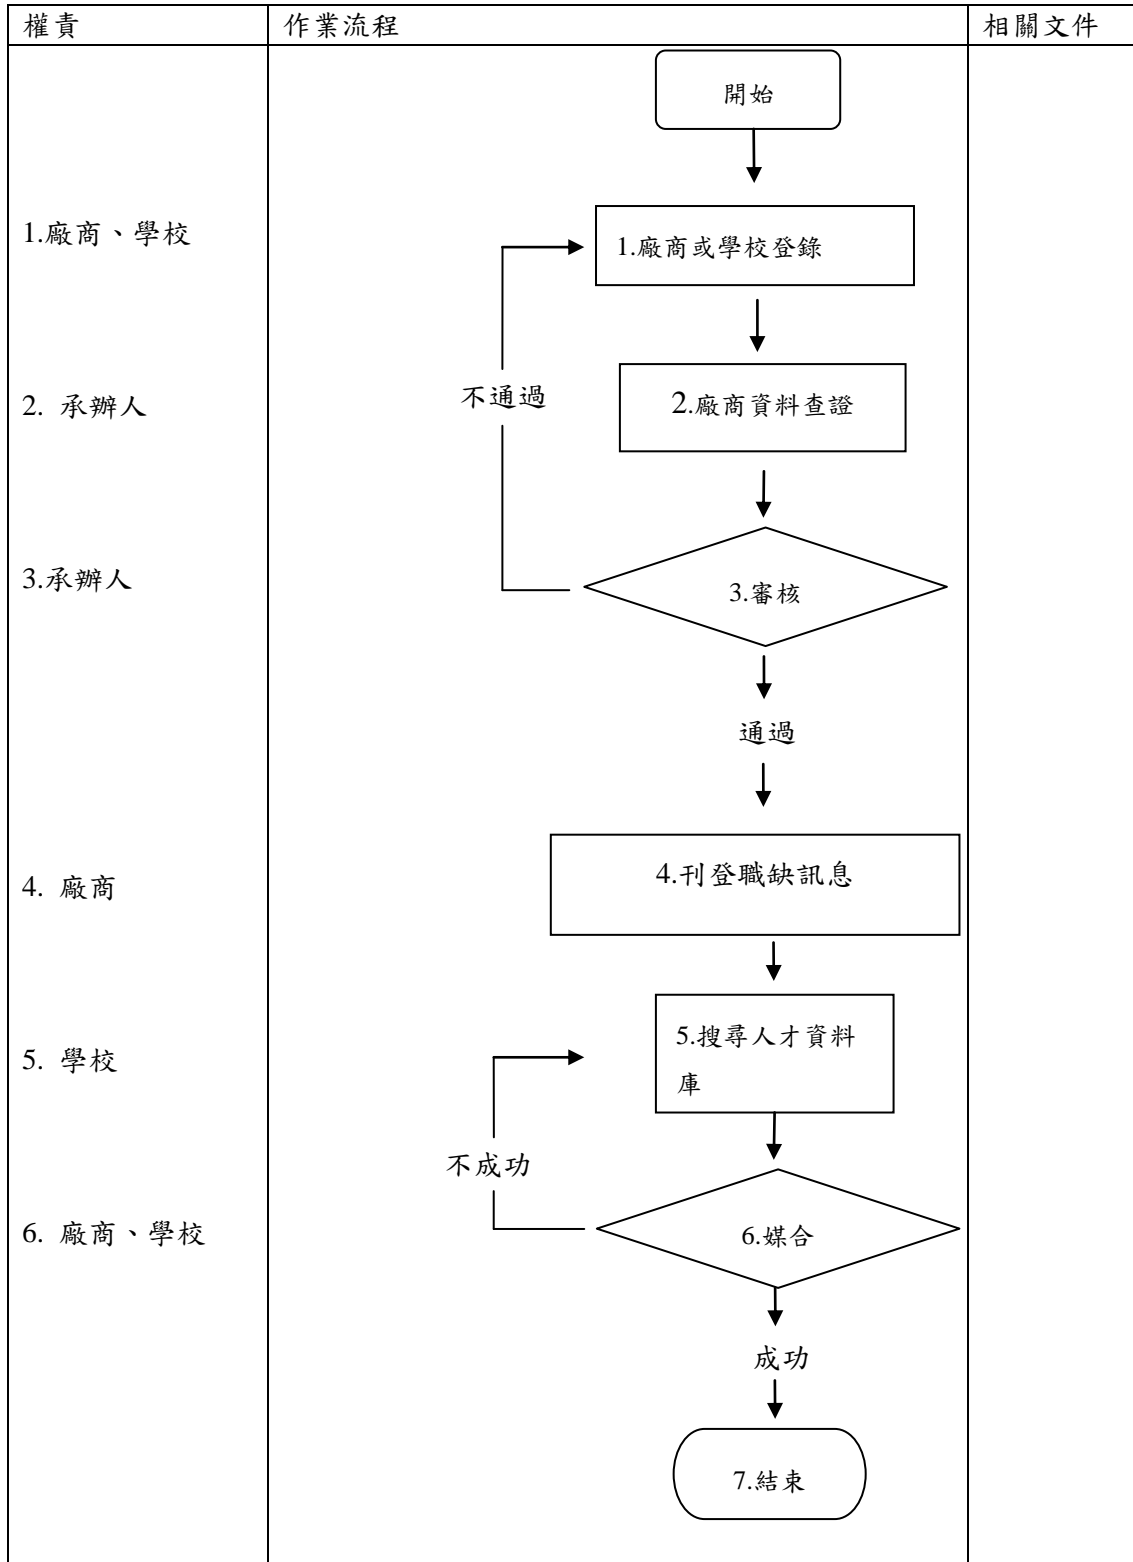 權責 作業流程 相關文件
開始
1.廠商、學校
1.廠商或學校登錄
2. 承辦人
不通過
2.廠商資料查證
3.承辦人
3.審核
通過
4. 廠商
4.刊登職缺訊息
5. 學校
5.搜尋人才資料
庫
不成功
6. 廠商、學校
6.媒合
成功
7.結束